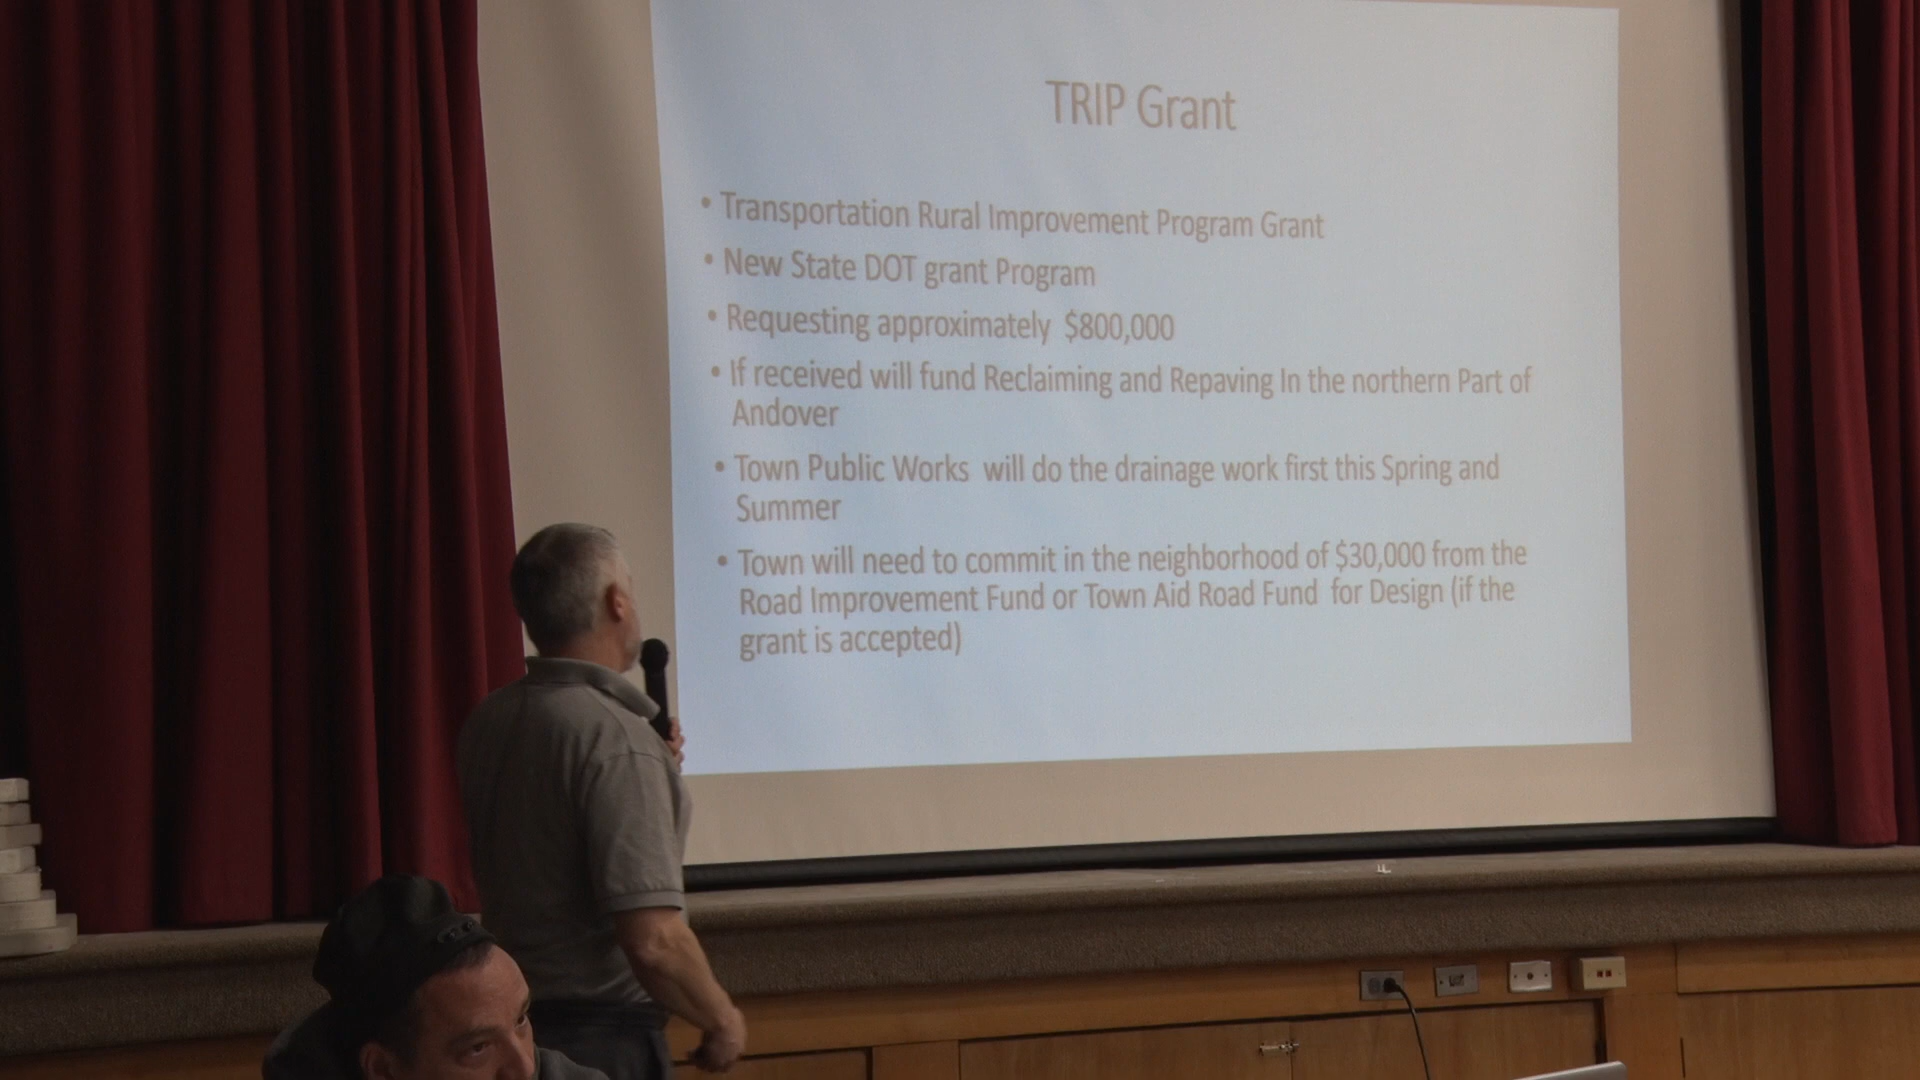 TRIP Grant
• Transportation Rural Improvement Program Grant
• New State DOT grant Program
• Requesting approximately $800,000
• If received will fund Reclaiming and Repaving In the northern Part of
Andover
• Town Public Works will do the drainage work first this Spring and
Summer
• Town will need to commit in the neighborhood of $30,000 from the
Road Improvement Fund or Town Aid Road Fund for Design (if the
grant is accepted)